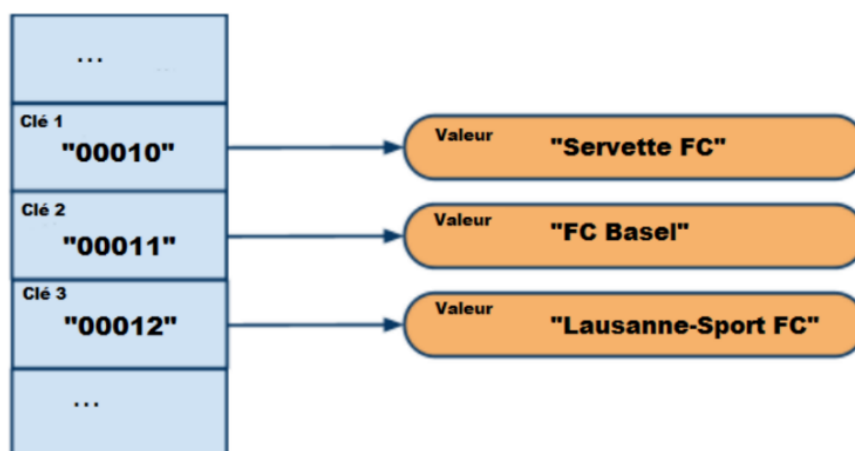 ...
Clé 1
"00010"
Valeur "Servette FC"
Clé 2
"00011"
Valeur "FC Basel"
Clé 3
"00012"
Valeur "Lausanne-Sport FC"
...